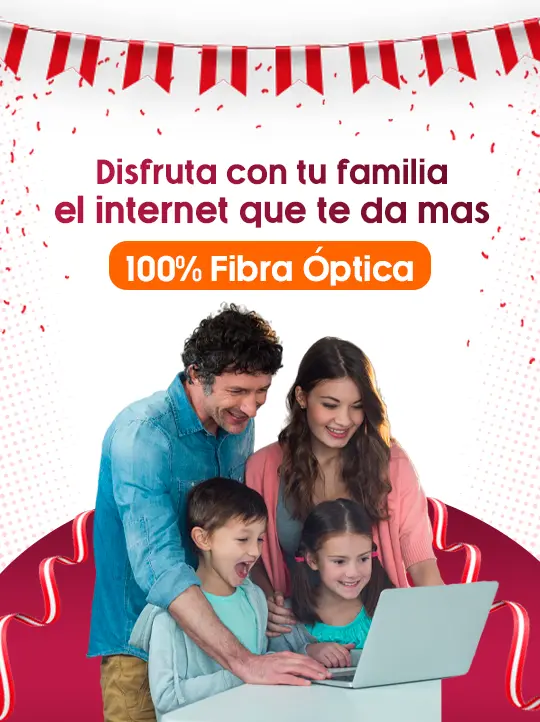 Disfruta con tu familia
el internet que te da mas
100% Fibra Óptica